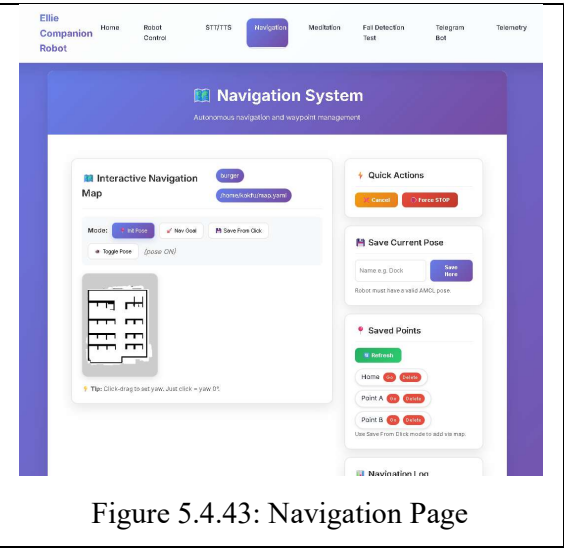 Ellie
Companion
Robot
Home
Robot
Control
STT/TTS
Navigation
Meditation
Fall Detection
Test
Telegram
Bot
Telemetry
Navigation System
Autonomous navigation and waypoint management
Interactive Navigation
Map
burger
/home/kokfu/map.yaml
Mode:
Init Pose
Nav Goal
Save From Click
Toggle Pose
(pose ON)
Tip: Click-drag to set yaw. Just click = yaw 0°.
Quick Actions
Cancel
Force STOP
Save Current Pose
Name e.g. Dock
Save
Here
Robot must have a valid AMCL pose.
Saved Points
Refresh
Home Go Delete
Point A Go Delete
Point B Go Delete
Use Save From Click mode to add via map.
Navigation Log
Figure 5.4.43: Navigation Page